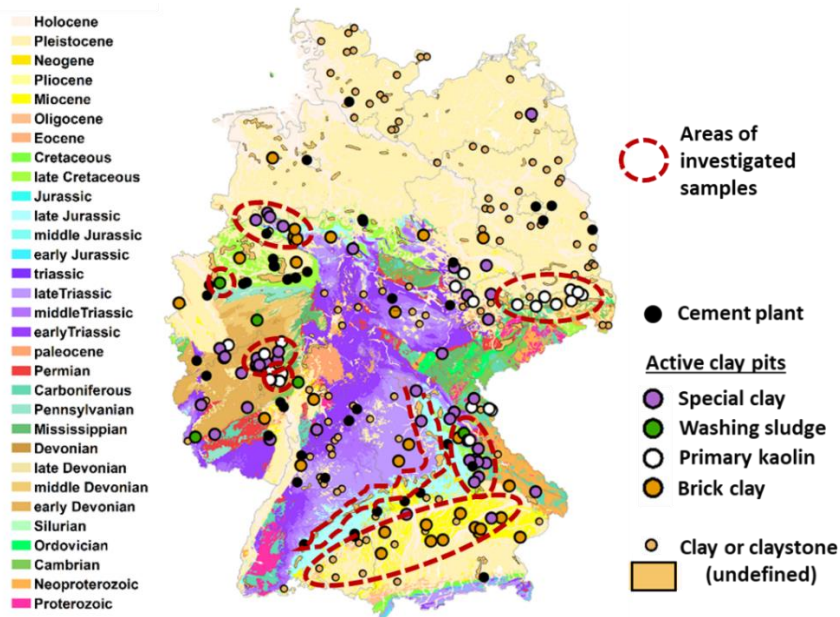 Holocene
Pleistocene
Neogene
Pliocene
Miocene
Oligocene
Eocene
Cretaceous
late Cretaceous
Jurassic
late Jurassic
middle Jurassic
early Jurassic
triassic
lateTriassic
middleTriassic
earlyTriassic
paleocene
Permian
Carboniferous
Pennsylvanian
Mississippian
Devonian
late Devonian
middle Devonian
early Devonian
Silurian
Ordovician
Cambrian
Neoproterozoic
Proterozoic
Areas of
investigated
samples
Cement plant
Active clay pits
Special clay
Washing sludge
Primary kaolin
Brick clay
Clay or claystone
(undefined)